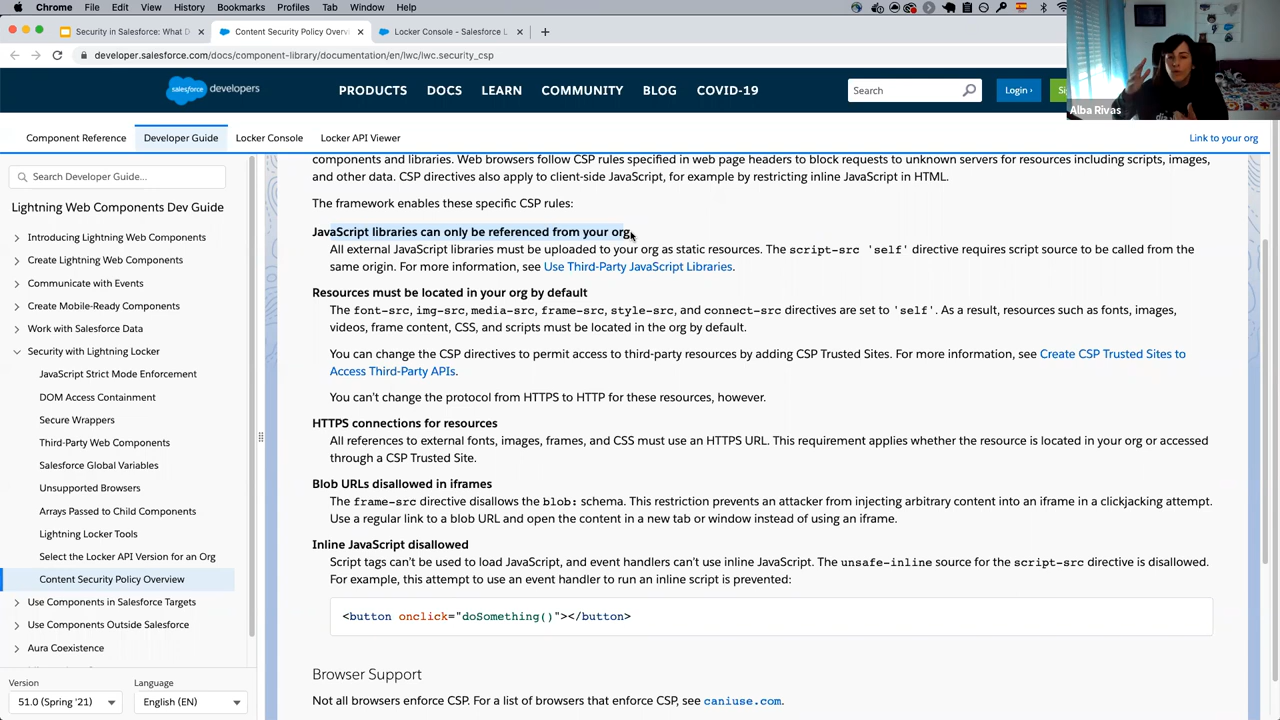 Chrome File Edit View History Bookmarks Profiles Tab Window Help
Security in Salesforce: What D
Content Security Policy Overv
Locker Console - Salesforce L
developer.salesforce.com/docs/component-library/documentation/en/lwc/lwc.security_csp
salesforce developers
PRODUCTS DOCS LEARN COMMUNITY BLOG COVID-19
Search
Login ›
Alba Rivas
Component Reference Developer Guide Locker Console Locker API Viewer
Link to your org
Search Developer Guide...
Lightning Web Components Dev Guide
Introducing Lightning Web Components
Create Lightning Web Components
Communicate with Events
Create Mobile-Ready Components
Work with Salesforce Data
Security with Lightning Locker
JavaScript Strict Mode Enforcement
DOM Access Containment
Secure Wrappers
Third-Party Web Components
Salesforce Global Variables
Unsupported Browsers
Arrays Passed to Child Components
Lightning Locker Tools
Select the Locker API Version for an Org
Content Security Policy Overview
Use Components in Salesforce Targets
Use Components Outside Salesforce
Aura Coexistence
Version
51.0 (Spring '21)
Language
English (EN)
components and libraries. Web browsers follow CSP rules specified in web page headers to block requests to unknown servers for resources including scripts, images,
and other data. CSP directives also apply to client-side JavaScript, for example by restricting inline JavaScript in HTML.
The framework enables these specific CSP rules:
JavaScript libraries can only be referenced from your org
All external JavaScript libraries must be uploaded to your org as static resources. The script-src 'self' directive requires script source to be called from the
same origin. For more information, see Use Third-Party JavaScript Libraries.
Resources must be located in your org by default
The font-src, img-src, media-src, frame-src, style-src, and connect-src directives are set to 'self'. As a result, resources such as fonts, images,
videos, frame content, CSS, and scripts must be located in the org by default.
You can change the CSP directives to permit access to third-party resources by adding CSP Trusted Sites. For more information, see Create CSP Trusted Sites to
Access Third-Party APIs.
You can't change the protocol from HTTPS to HTTP for these resources, however.
HTTPS connections for resources
All references to external fonts, images, frames, and CSS must use an HTTPS URL. This requirement applies whether the resource is located in your org or accessed
through a CSP Trusted Site.
Blob URLs disallowed in iframes
The frame-src directive disallows the blob: schema. This restriction prevents an attacker from injecting arbitrary content into an iframe in a clickjacking attempt.
Use a regular link to a blob URL and open the content in a new tab or window instead of using an iframe.
Inline JavaScript disallowed
Script tags can't be used to load JavaScript, and event handlers can't use inline JavaScript. The unsafe-inline source for the script-src directive is disallowed.
For example, this attempt to use an event handler to run an inline script is prevented:
<button onclick="doSomething()"></button>
Browser Support
Not all browsers enforce CSP. For a list of browsers that enforce CSP, see caniuse.com.